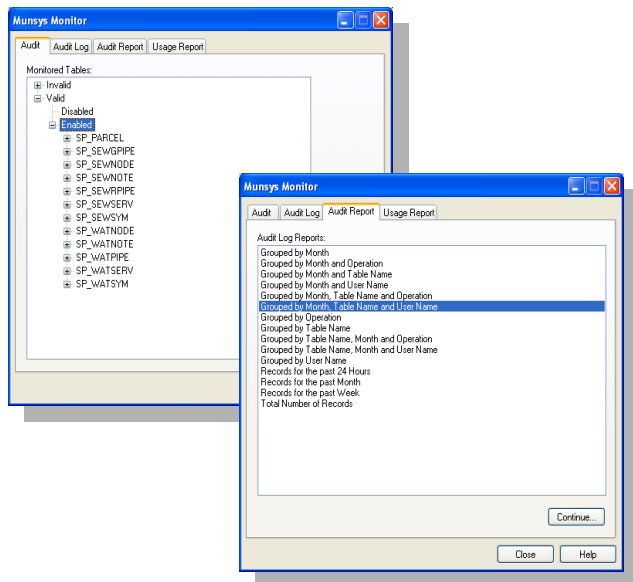 Munsys Monitor
Audit Audit Log Audit Report Usage Report
Monitored Tables:
Invalid
Valid
Disabled
Enabled
SP_PARCEL
SP_SEWGPIPE
SP_SEWNODE
SP_SEWNOTE
SP_SEWRPIPE
SP_SEWSERV
SP_SEWSYM
SP_WATNODE
SP_WATNOTE
SP_WATPIPE
SP_WATSERV
SP_WATSYM
Munsys Monitor
Audit Audit Log Audit Report Usage Report
Audit Log Reports:
Grouped by Month
Grouped by Month and Operation
Grouped by Month and Table Name
Grouped by Month and User Name
Grouped by Month, Table Name and Operation
Grouped by Month, Table Name and User Name
Grouped by Operation
Grouped by Table Name
Grouped by Table Name, Month and Operation
Grouped by Table Name, Month and User Name
Grouped by User Name
Records for the past 24 Hours
Records for the past Month
Records for the past Week
Total Number of Records
Continue...
Close Help